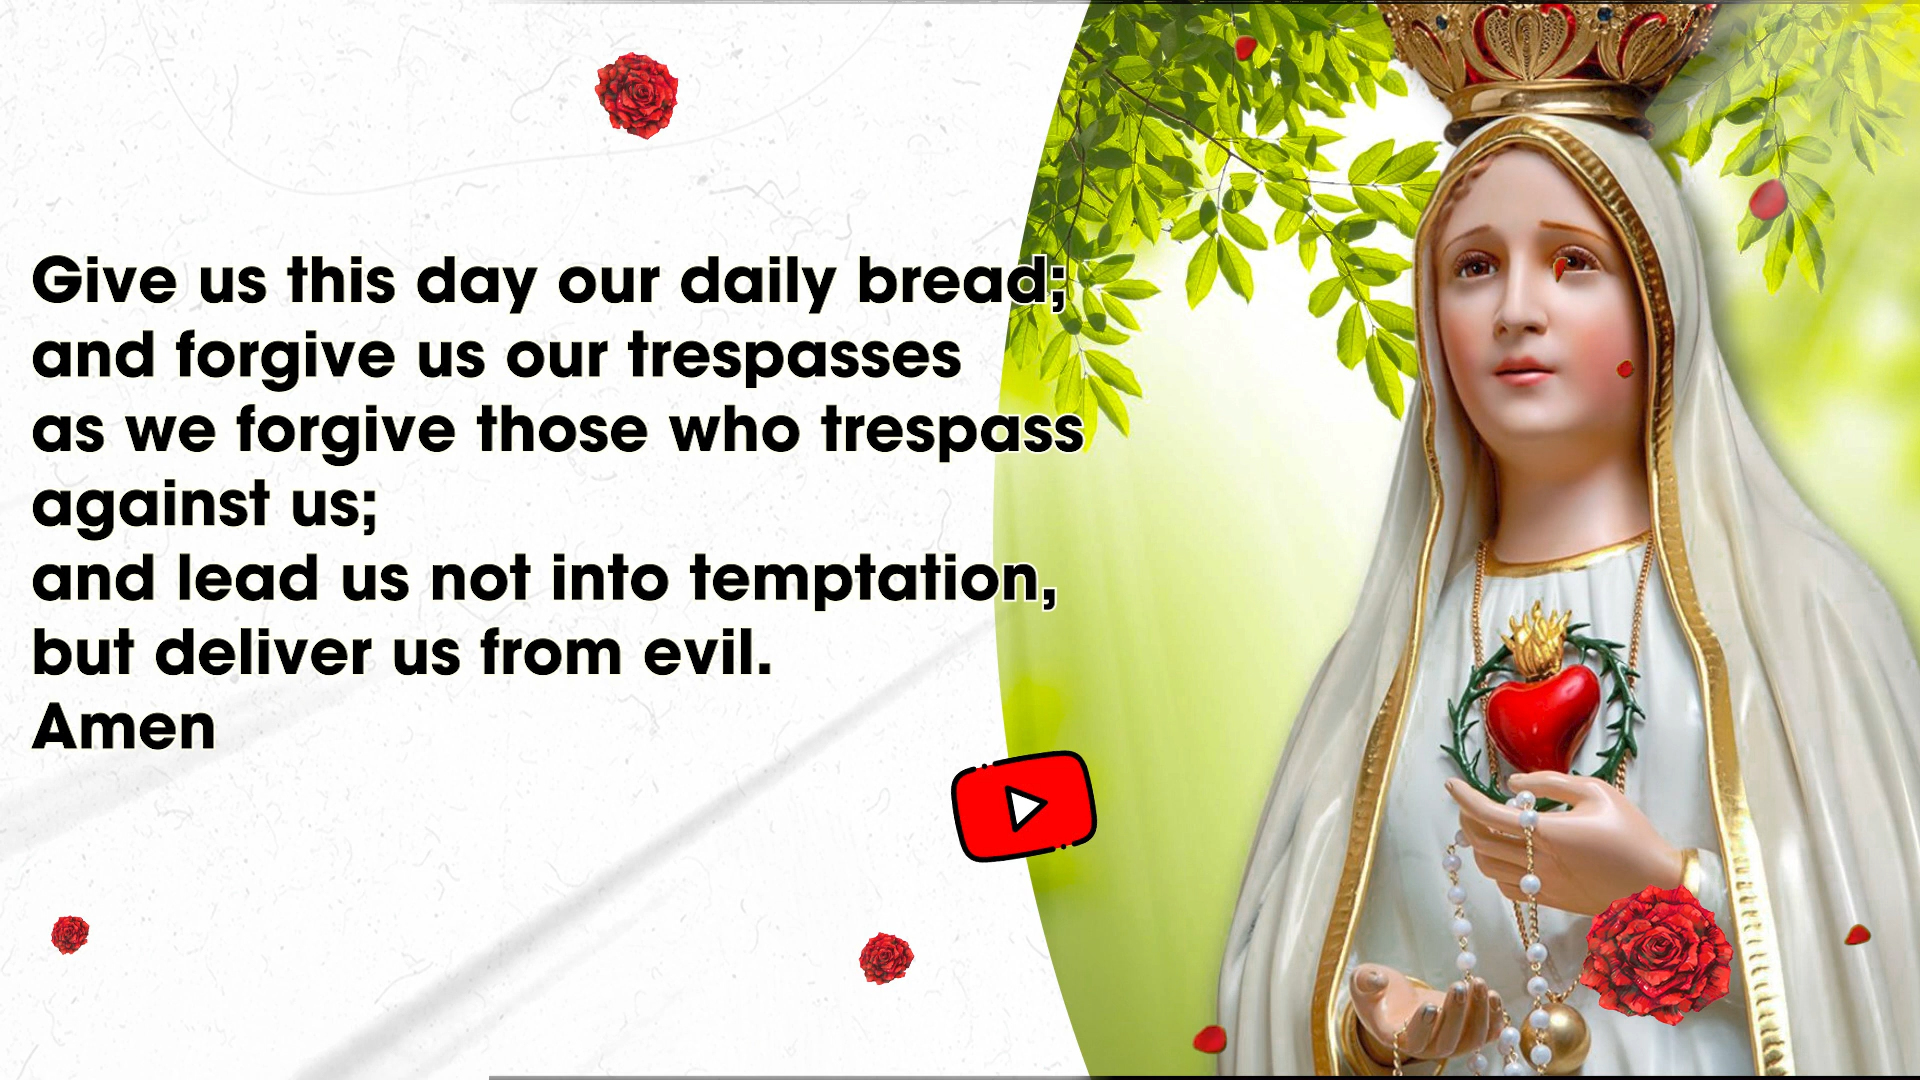 Give us this day our daily bread;
and forgive us our trespasses
as we forgive those who trespass
against us;
and lead us not into temptation,
but deliver us from evil.
Amen